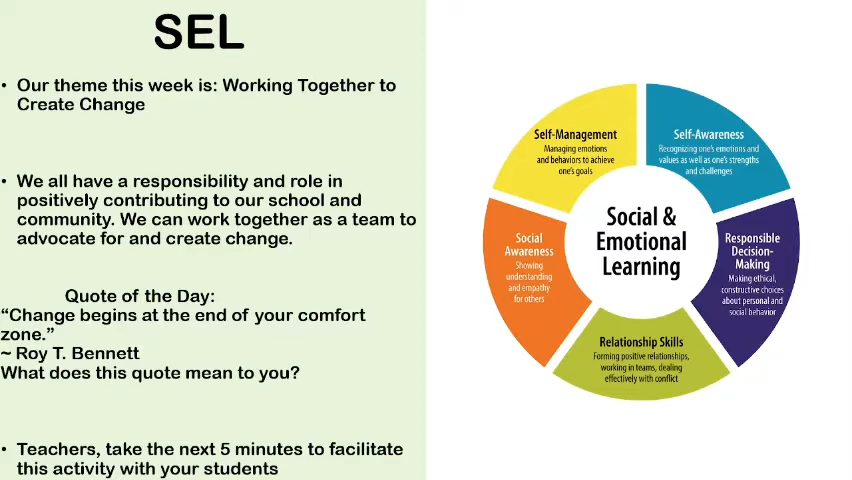 SEL
• Our theme this week is: Working Together to
Create Change
• We all have a responsibility and role in
positively contributing to our school and
community. We can work together as a team to
advocate for and create change.
Quote of the Day:
“Change begins at the end of your comfort
zone.”
~ Roy T. Bennett
What does this quote mean to you?
• Teachers, take the next 5 minutes to facilitate
this activity with your students
Self-Management
Managing emotions
and behaviors to achieve
one's goals
Self-Awareness
Recognizing one's emotions and
values as well as one's strengths
and challenges
Social & 
Emotional
Learning
Social
Awareness
Showing
understanding
and empathy
for others
Responsible
Decision-
Making
Making ethical,
constructive choices
about personal and
social behavior
Relationship Skills
Forming positive relationships,
working in teams, dealing
effectively with conflict